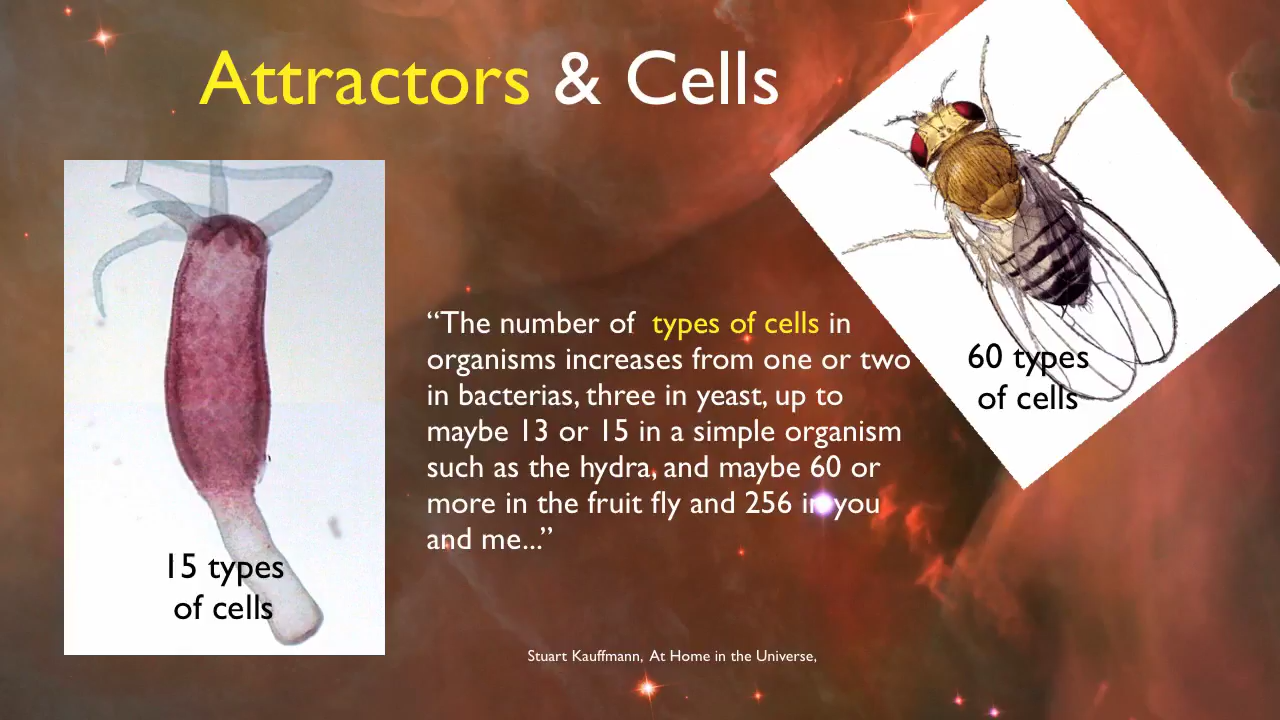 Attractors & Cells
“The number of types of cells in
organisms increases from one or two
in bacterias, three in yeast, up to
maybe 13 or 15 in a simple organism
such as the hydra, and maybe 60 or
more in the fruit fly and 256 in you
and me...”
60 types
of cells
15 types
of cells
Stuart Kauffmann, At Home in the Universe,